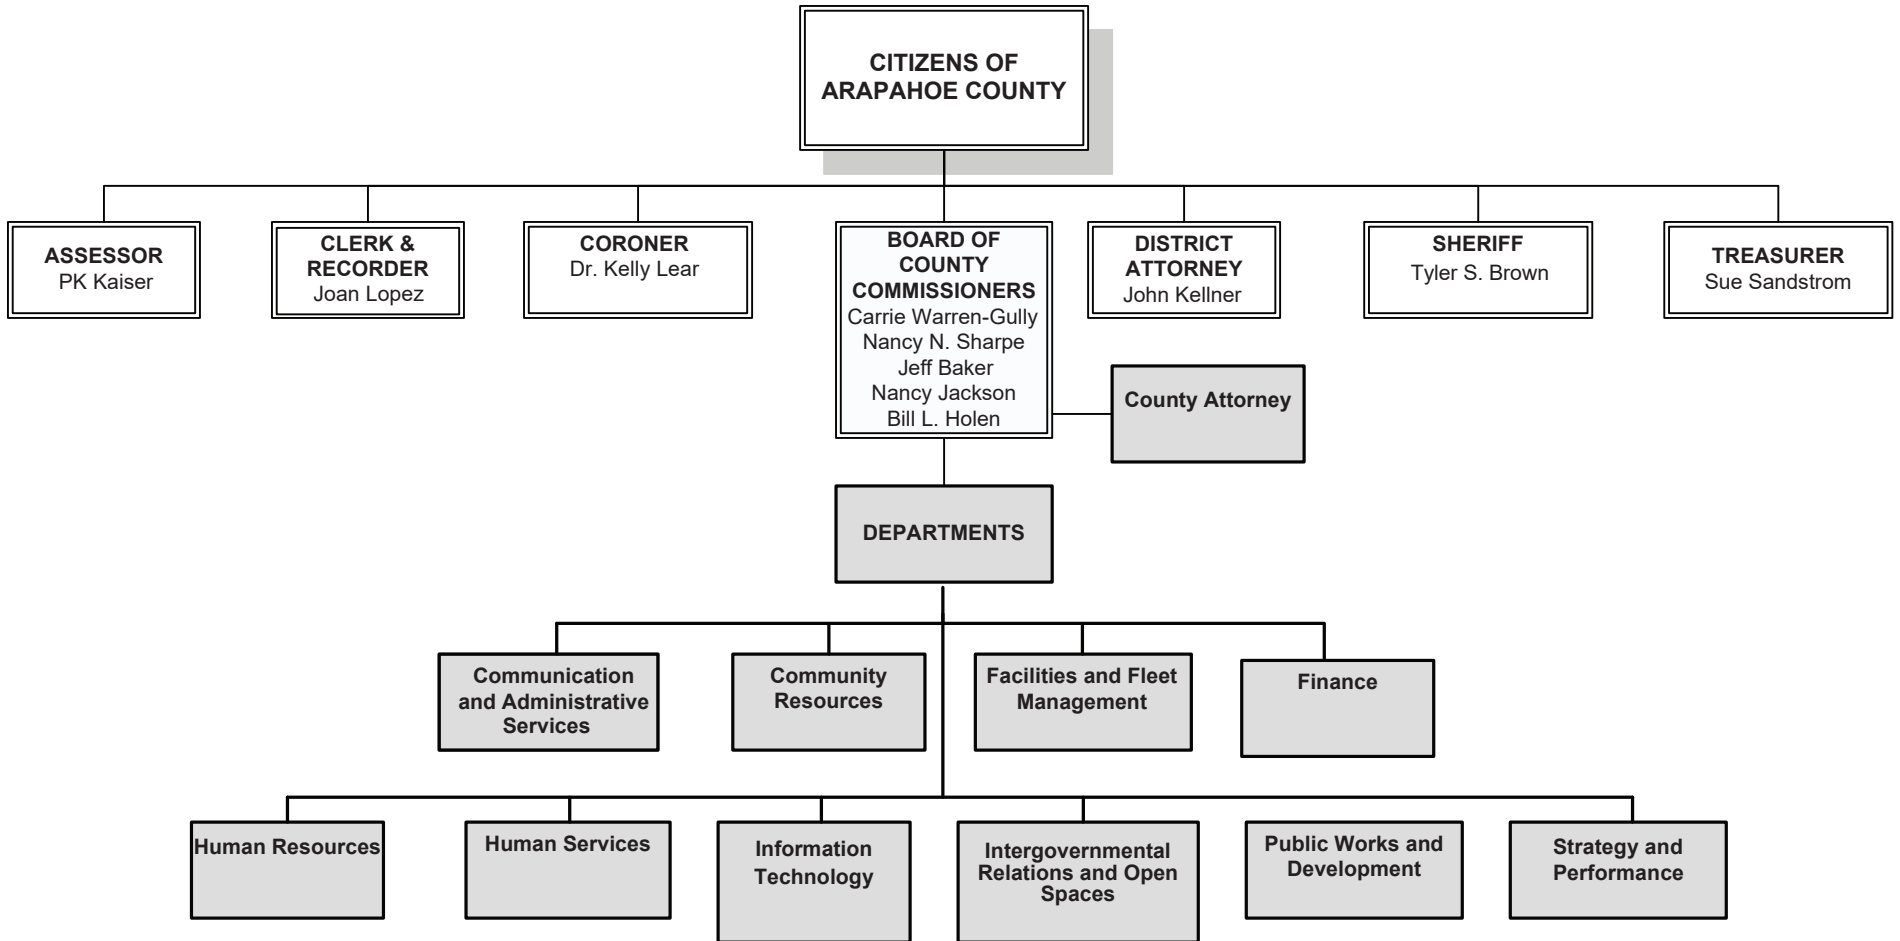 CITIZENS OF
ARAPAHOE COUNTY
ASSESSOR
PK Kaiser
CLERK &
RECORDER
Joan Lopez
CORONER
Dr. Kelly Lear
BOARD OF
COUNTY
COMMISSIONERS
Carrie Warren-Gully
Nancy N. Sharpe
Jeff Baker
Nancy Jackson
Bill L. Holen
DISTRICT
ATTORNEY
John Kellner
SHERIFF
Tyler S. Brown
TREASURER
Sue Sandstrom
County Attorney
DEPARTMENTS
Communication
and Administrative
Services
Community
Resources
Facilities and Fleet
Management
Finance
Human Resources
Human Services
Information
Technology
Intergovernmental
Relations and Open
Spaces
Public Works and
Development
Strategy and
Performance